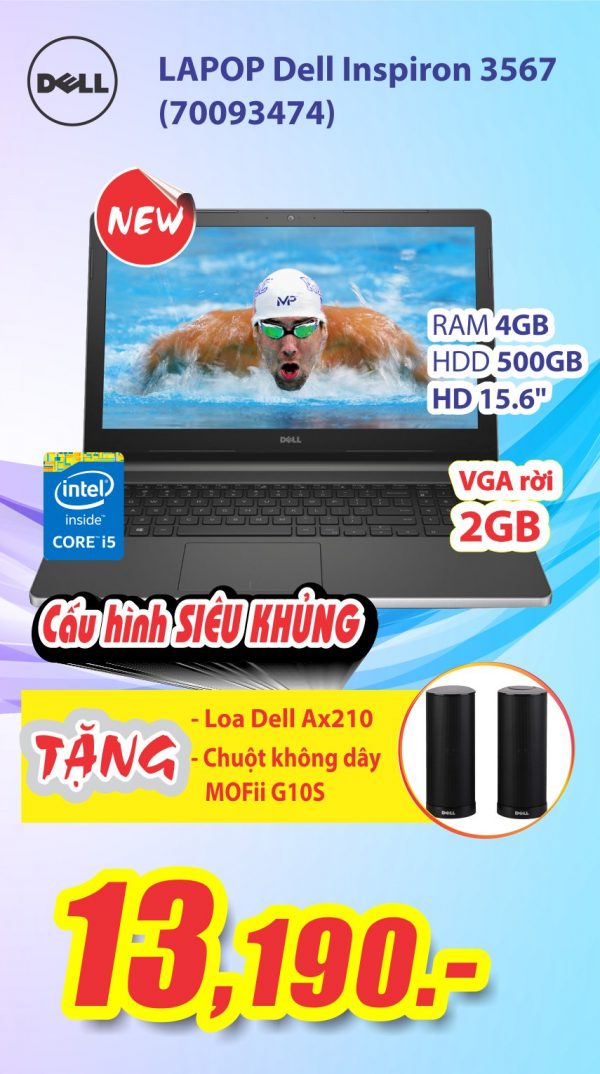 DELL
LAPOP Dell Inspiron 3567
(70093474)
NEW
MP
RAM 4GB
HDD 500GB
HD 15.6"
DELL
intel
inside™
CORE™ i5
VGA rời
2GB
Cấu hình SIÊU KHỦNG
TẶNG
- Loa Dell Ax210
- Chuột không dây
MOFii G10S
DELL
DELL
13,190.-